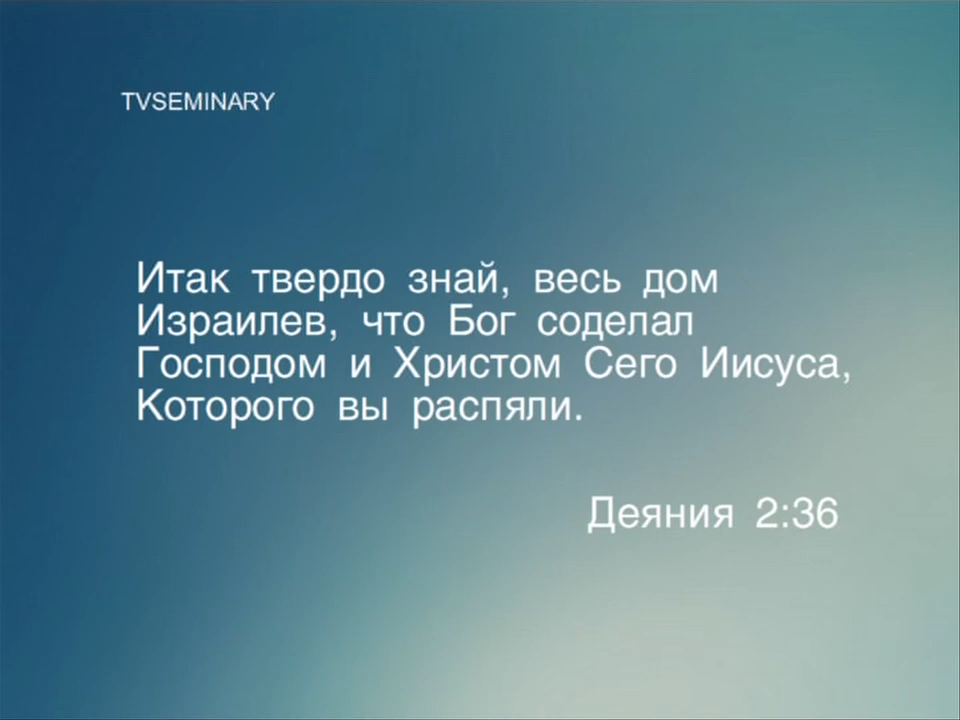 TVSEMINARY
Итак твердо знай, весь дом
Израилев, что Бог соделал
Господом и Христом Сего Иисуса,
Которого вы распяли.
Деяния 2:36